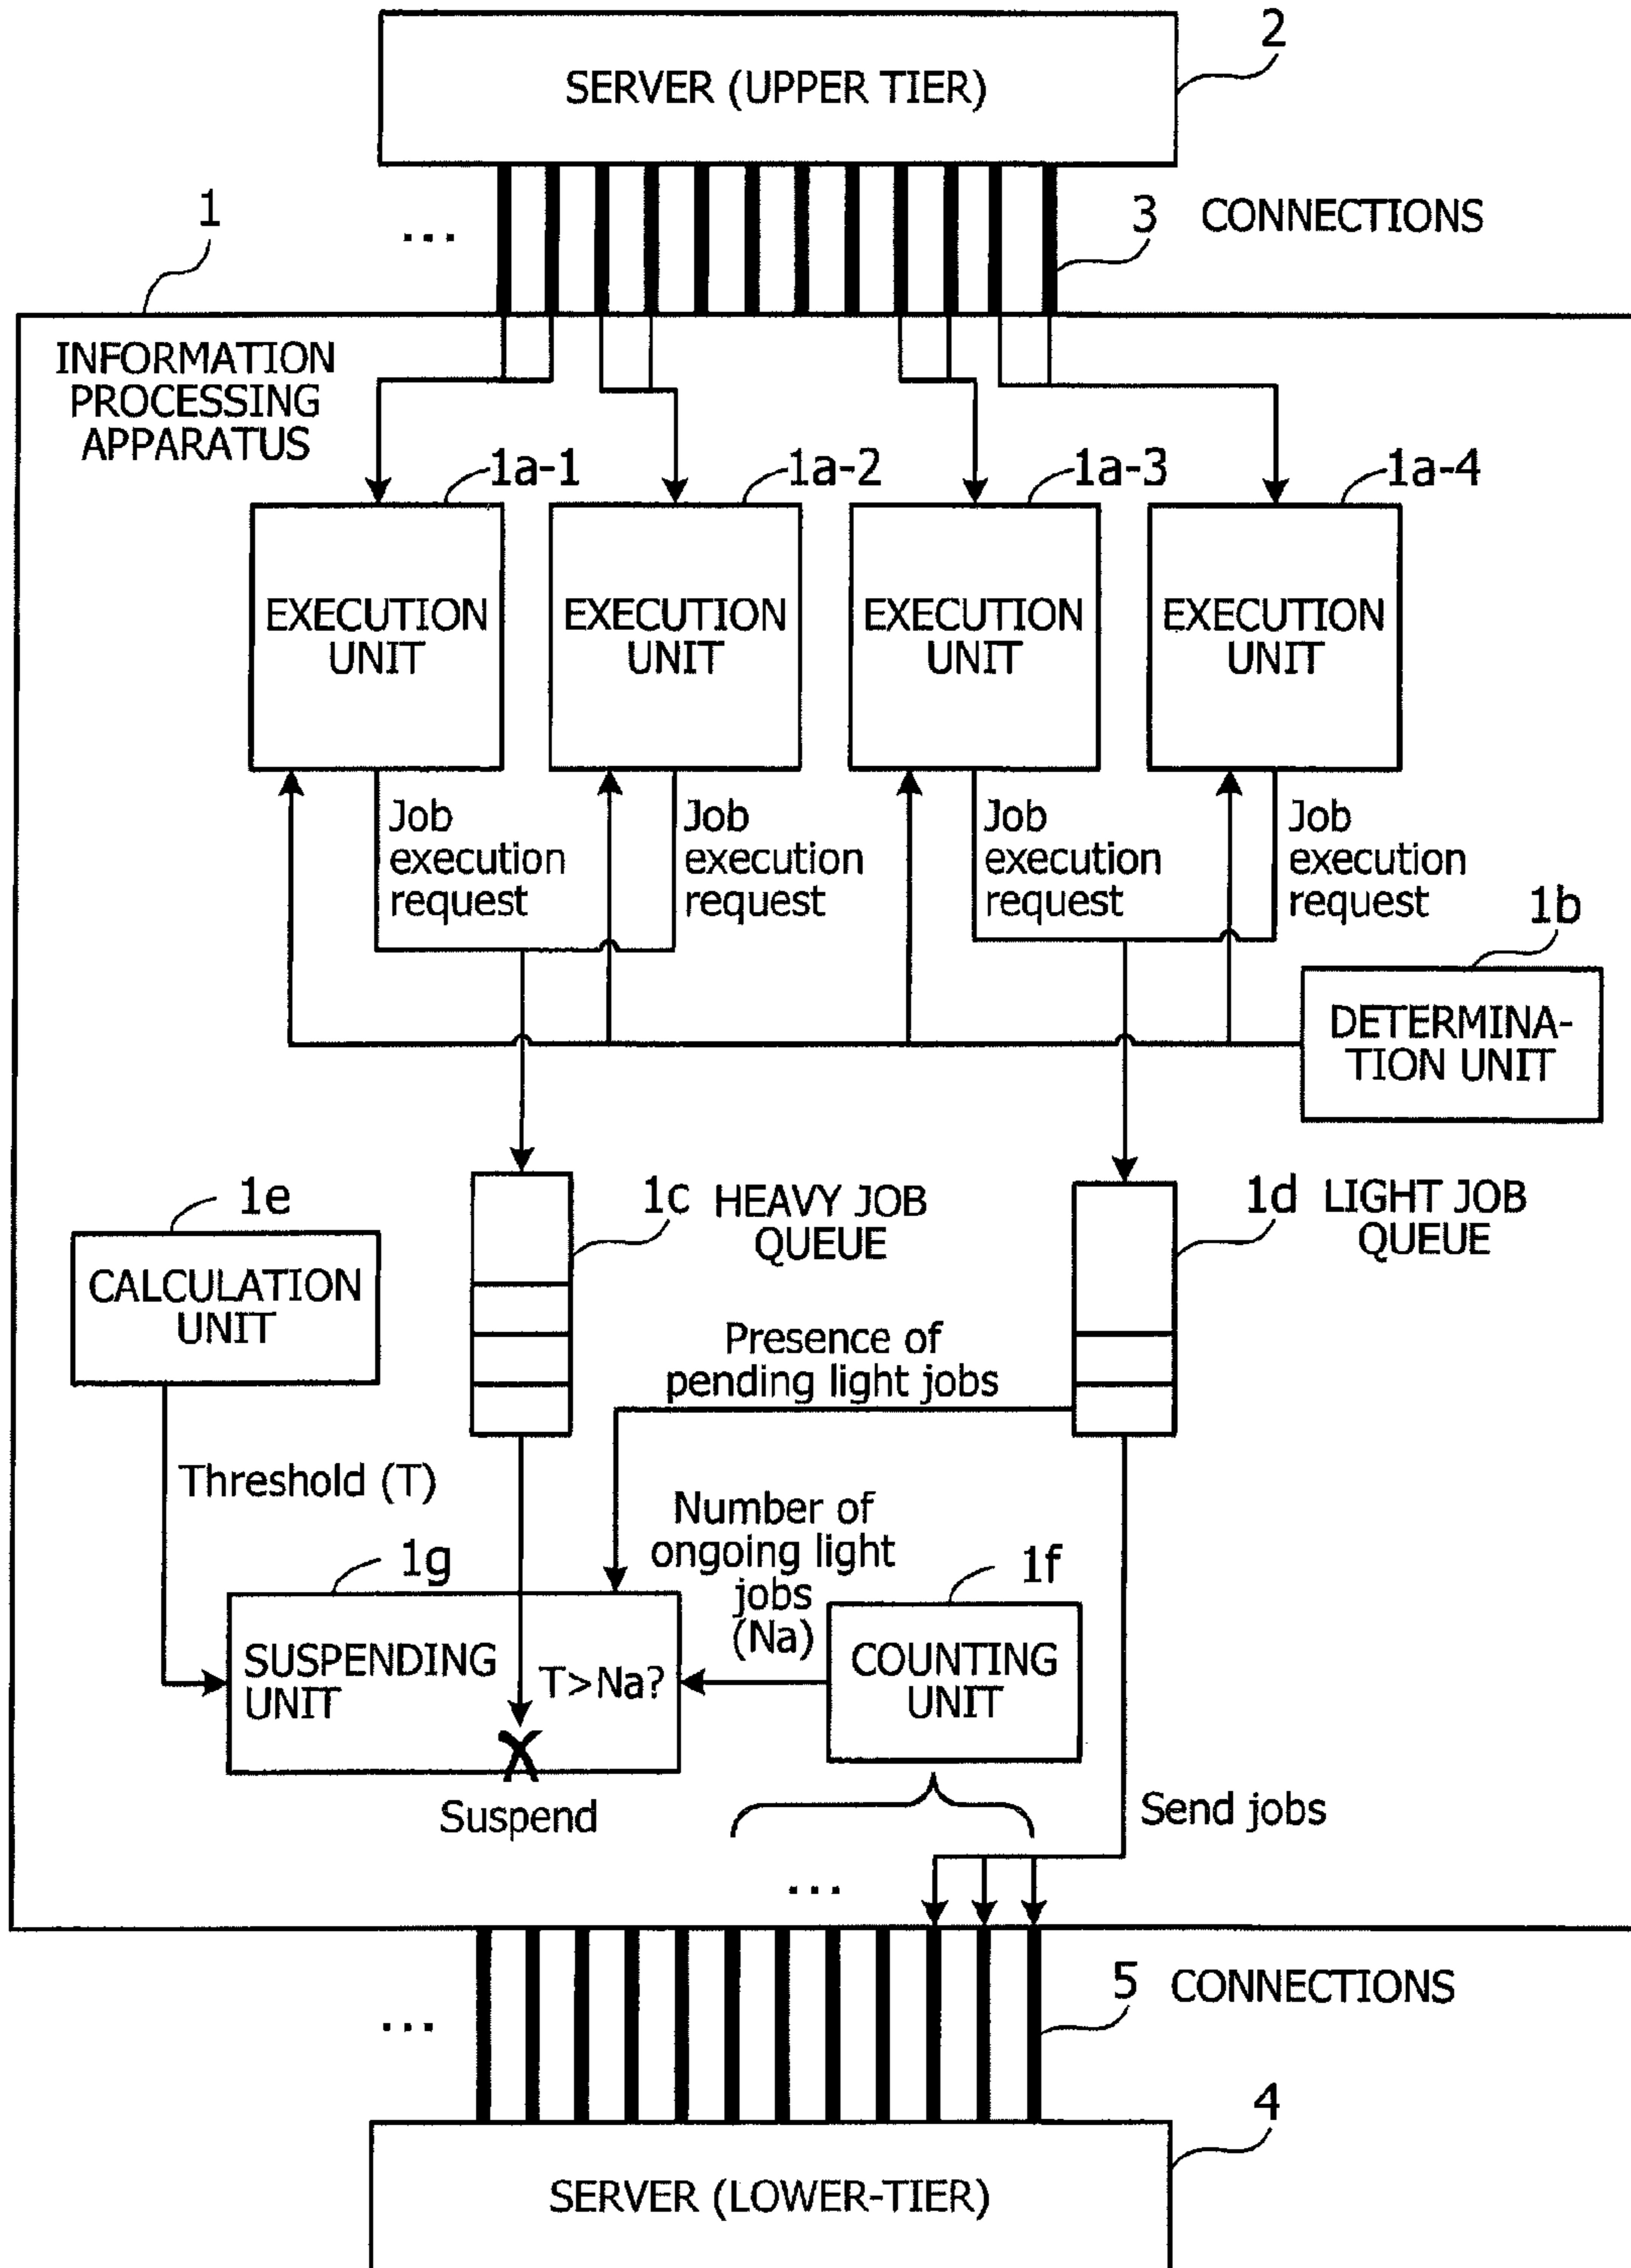 2
SERVER (UPPER TIER)
1
...
3 CONNECTIONS
INFORMATION
PROCESSING
APPARATUS
1a-1
1a-2
1a-3
1a-4
EXECUTION
UNIT
EXECUTION
UNIT
EXECUTION
UNIT
EXECUTION
UNIT
Job
execution
request
Job
execution
request
Job
execution
request
Job
execution
request
1b
DETERMINA-
TION UNIT
1e
CALCULATION
UNIT
1c HEAVY JOB
QUEUE
1d LIGHT JOB
QUEUE
Presence of
pending light jobs
Threshold (T)
Number of
ongoing light
jobs
(Na)
1g
SUSPENDING
UNIT
T>Na?
X
Suspend
1f
COUNTING
UNIT
Send jobs
...
...
5 CONNECTIONS
4
SERVER (LOWER-TIER)